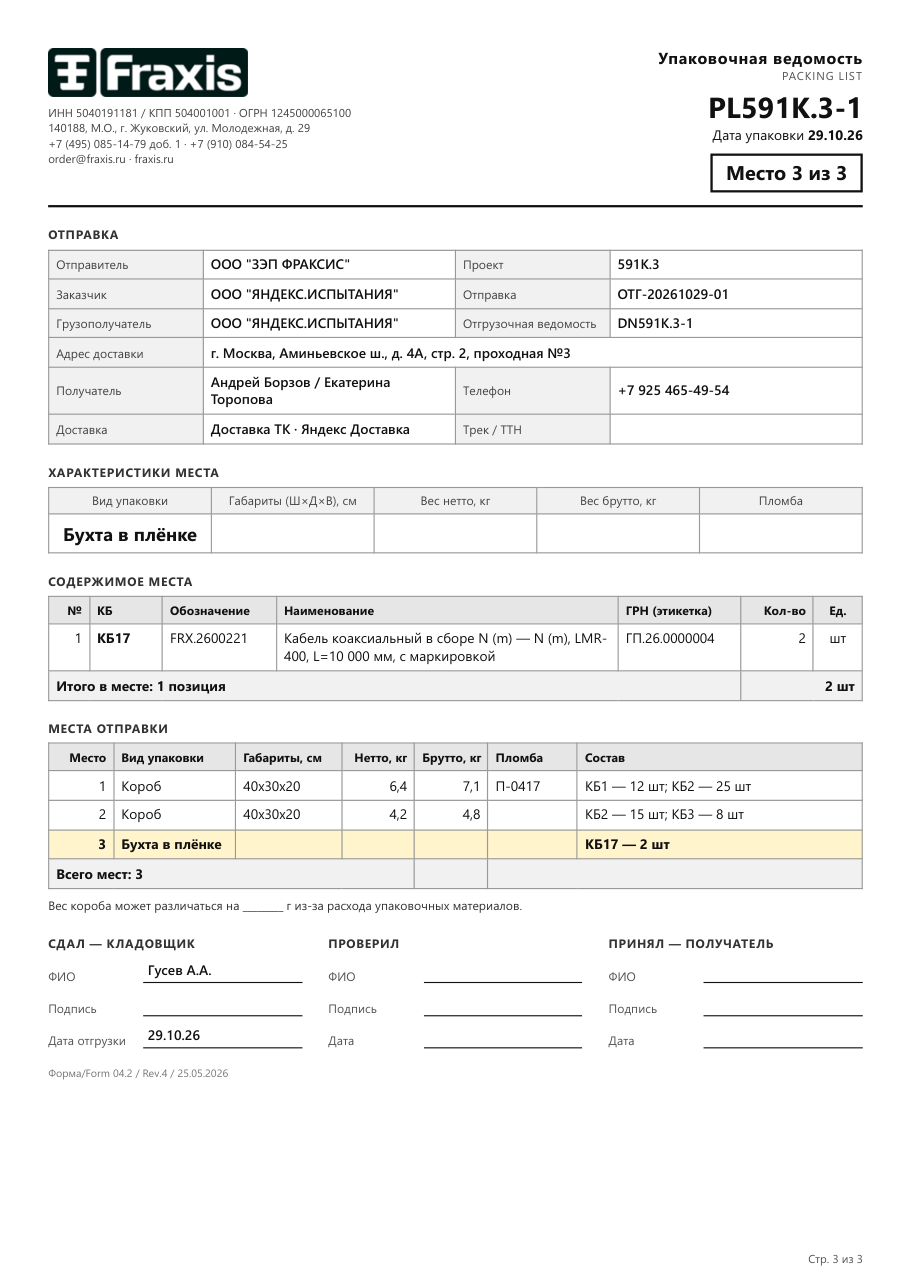 Fraxis
ИНН 5040191181 / КПП 504001001 · ОГРН 1245000065100
140188, М.О., г. Жуковский, ул. Молодежная, д. 29
+7 (495) 085-14-79 доб. 1 · +7 (910) 084-54-25
order@fraxis.ru · fraxis.ru
Упаковочная ведомость
PACKING LIST
PL591K.3-1
Дата упаковки 29.10.26
Место 3 из 3
ОТПРАВКА
Отправитель ООО "ЗЭП ФРАКСИС" Проект 591K.3
Заказчик ООО "ЯНДЕКС.ИСПЫТАНИЯ" Отправка ОТГ-20261029-01
Грузополучатель ООО "ЯНДЕКС.ИСПЫТАНИЯ" Отгрузочная ведомость DN591K.3-1
Адрес доставки г. Москва, Аминьевское ш., д. 4А, стр. 2, проходная №3
Получатель Андрей Борзов / Екатерина
Торопова Телефон +7 925 465-49-54
Доставка Доставка ТК · Яндекс Доставка Трек / ТТН
ХАРАКТЕРИСТИКИ МЕСТА
Вид упаковки Габариты (Ш×Д×В), см Вес нетто, кг Вес брутто, кг Пломба
Бухта в плёнке
СОДЕРЖИМОЕ МЕСТА
№ КБ Обозначение Наименование ГРН (этикетка) Кол-во Ед.
1 КБ17 FRX.2600221 Кабель коаксиальный в сборе N (m) — N (m), LMR- ГП.26.0000004 2 шт
400, L=10 000 мм, с маркировкой
Итого в месте: 1 позиция 2 шт
МЕСТА ОТПРАВКИ
Место Вид упаковки Габариты, см Нетто, кг Брутто, кг Пломба Состав
1 Короб 40x30x20 6,4 7,1 П-0417 КБ1 — 12 шт; КБ2 — 25 шт
2 Короб 40x30x20 4,2 4,8 КБ2 — 15 шт; КБ3 — 8 шт
3 Бухта в плёнке КБ17 — 2 шт
Всего мест: 3
Вес короба может различаться на _______ г из-за расхода упаковочных материалов.
СДАЛ — КЛАДОВЩИК ПРОВЕРИЛ ПРИНЯЛ — ПОЛУЧАТЕЛЬ
ФИО Гусев А.А. ФИО ФИО
Подпись Подпись Подпись
Дата отгрузки 29.10.26 Дата Дата
Форма/Form 04.2 / Rev.4 / 25.05.2026
Стр. 3 из 3